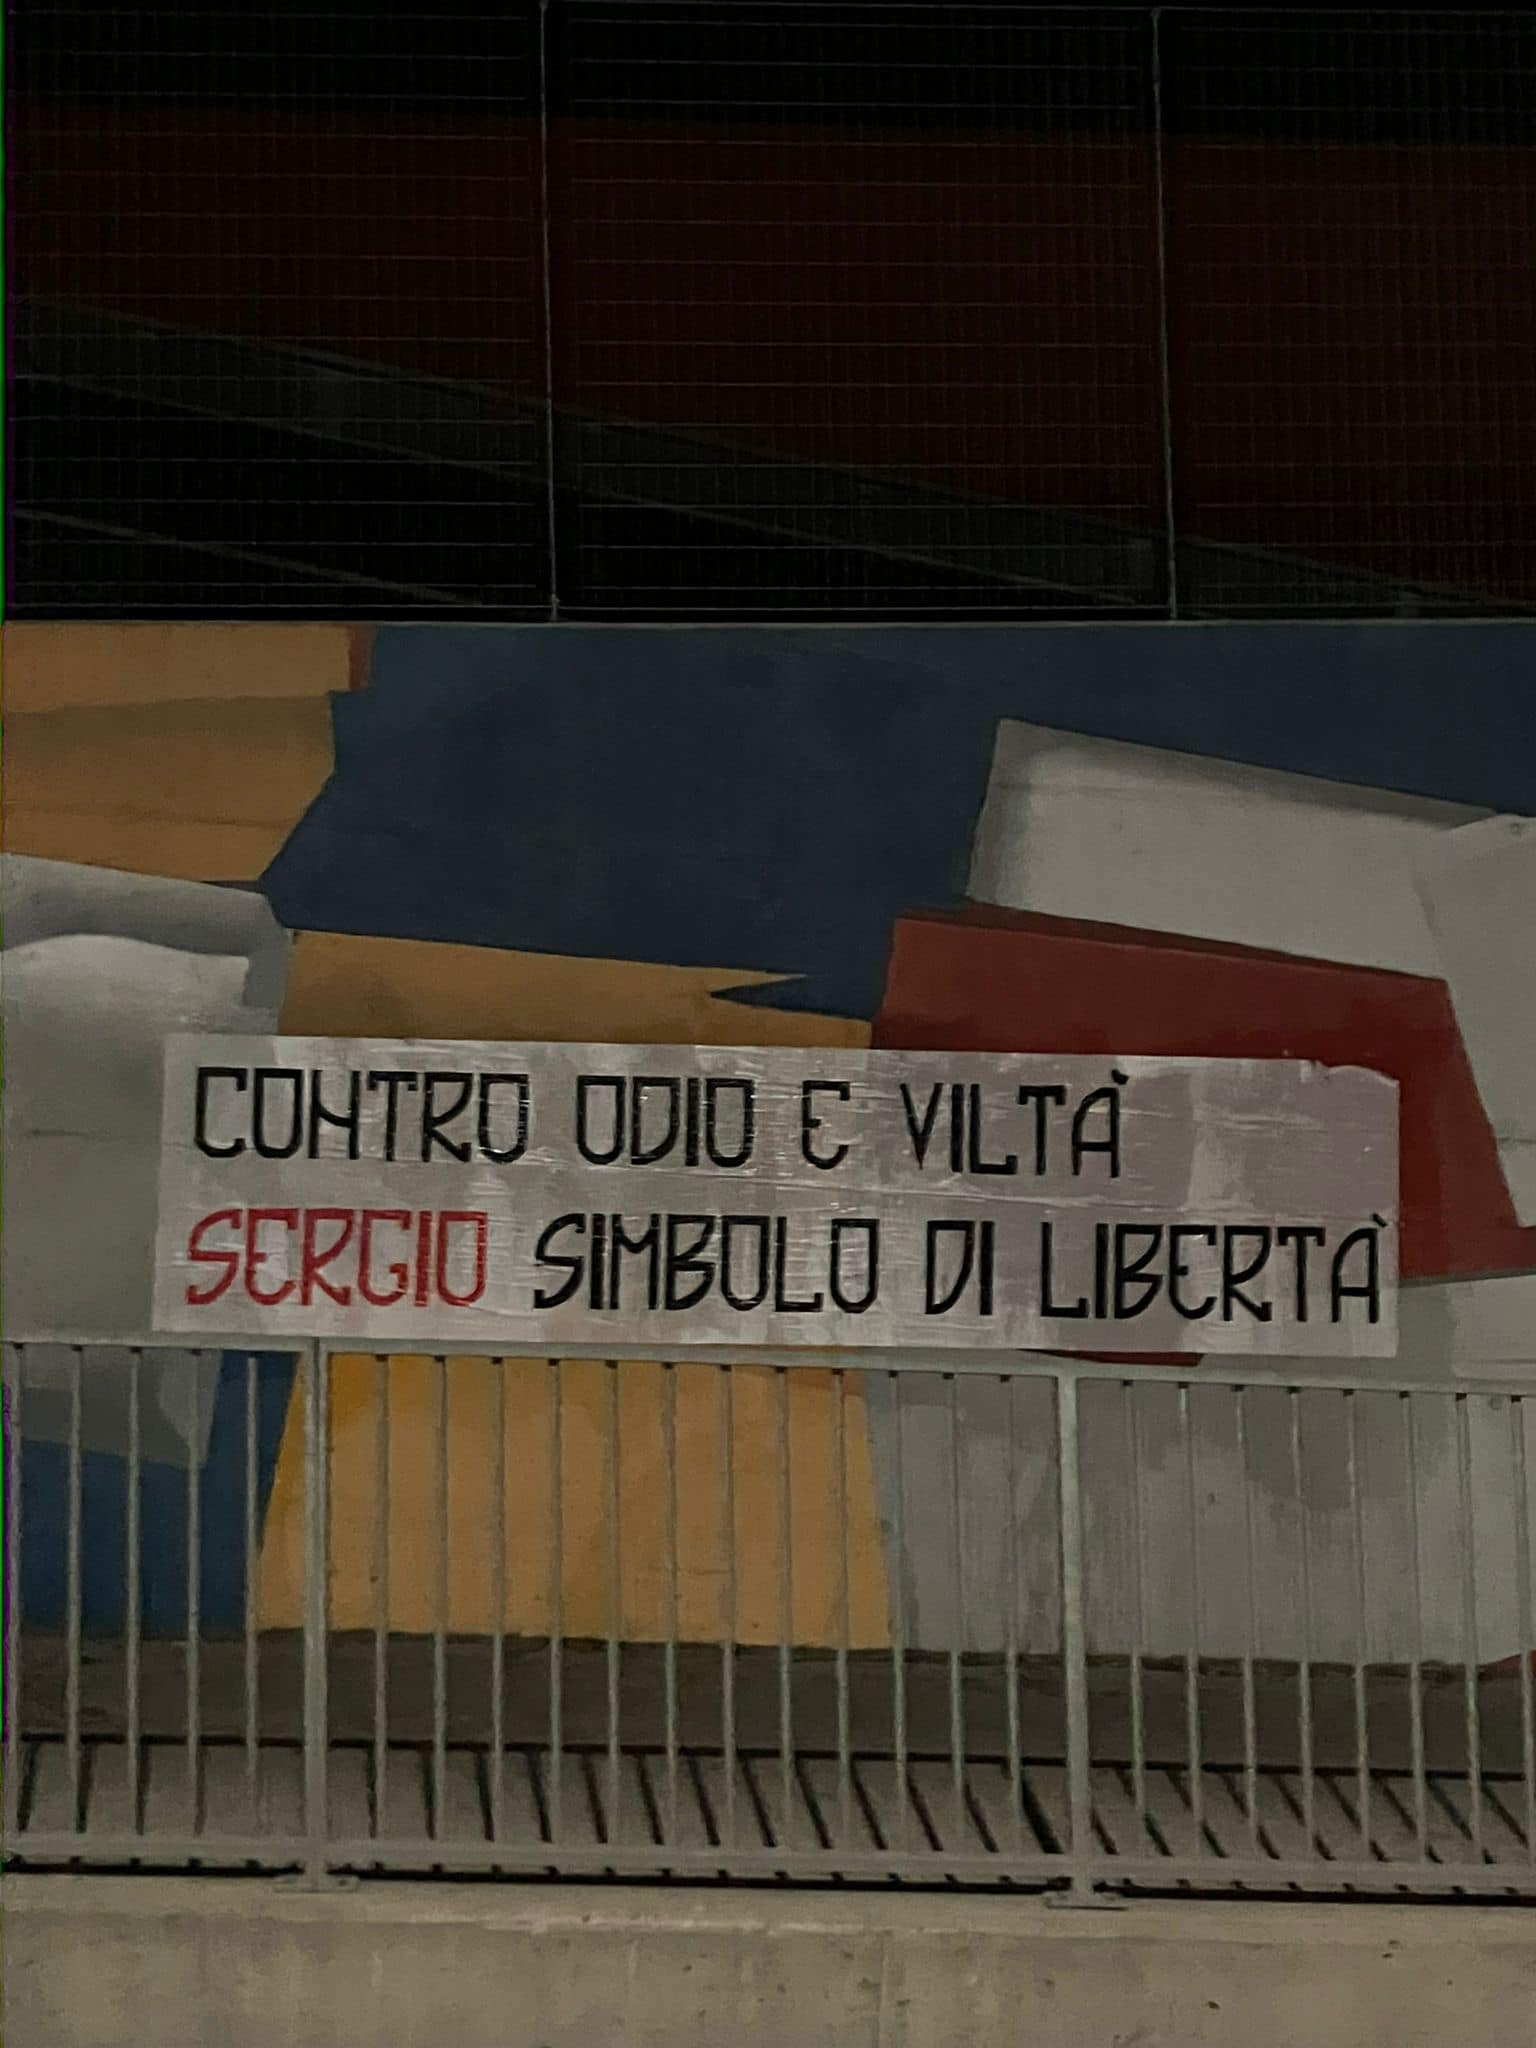 CONTRO ODIO E VILTÀ
SERGIO SIMBOLO DI LIBERTÀ